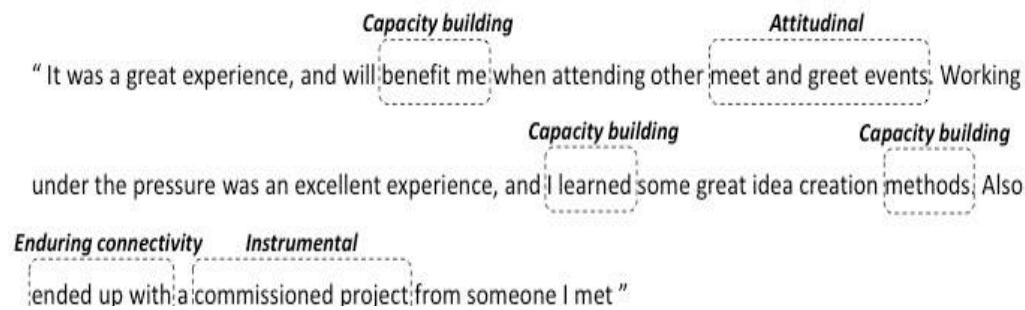 Capacity building Attitudinal
“ It was a great experience, and will benefit me when attending other meet and greet events. Working
Capacity building Capacity building
under the pressure was an excellent experience, and I learned some great idea creation methods. Also
Enduring connectivity Instrumental
ended up with a commissioned project from someone I met ”